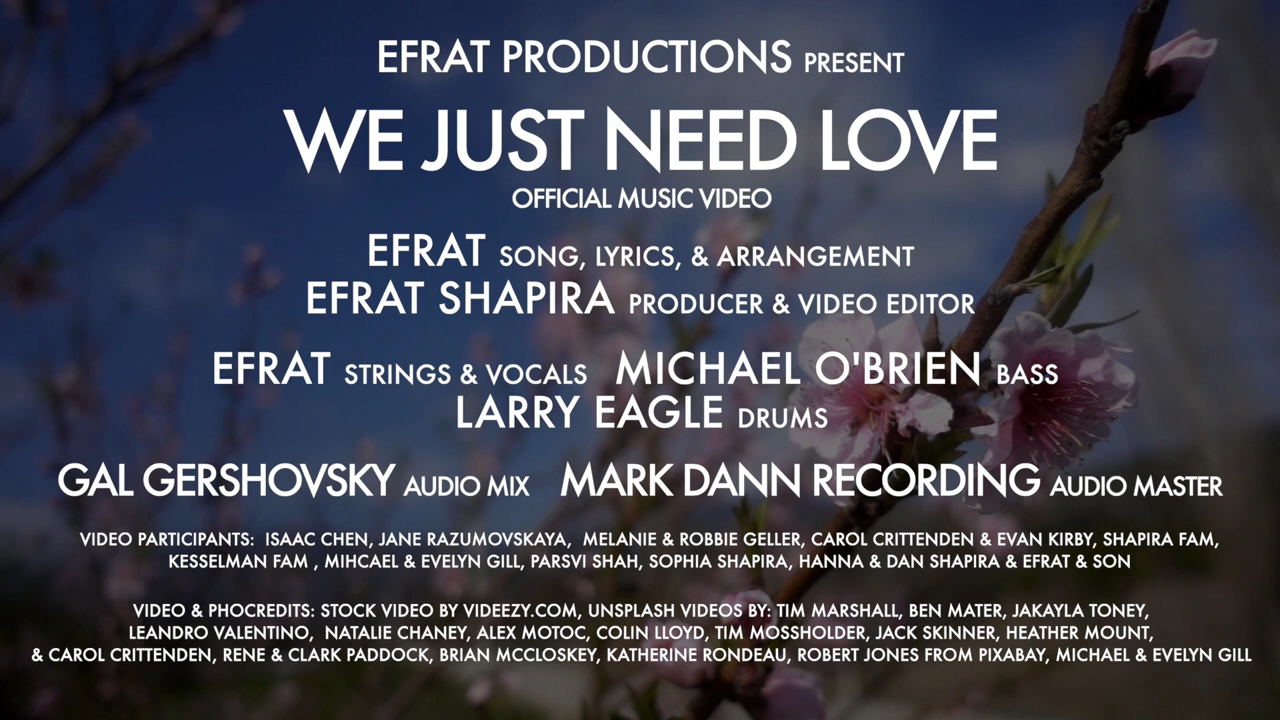 EFRAT PRODUCTIONS PRESENT
WE JUST NEED LOVE
OFFICIAL MUSIC VIDEO
EFRAT SONG, LYRICS, & ARRANGEMENT
EFRAT SHAPIRA PRODUCER & VIDEO EDITOR
EFRAT STRINGS & VOCALS MICHAEL O'BRIEN BASS
LARRY EAGLE DRUMS
GAL GERSHOVSKY AUDIO MIX MARK DANN RECORDING AUDIO MASTER
VIDEO PARTICIPANTS: ISAAC CHEN, JANE RAZUMOVSKAYA, MELANIE & ROBBIE GELLER, CAROL CRITTENDEN & EVAN KIRBY, SHAPIRA FAM,
KESSELMAN FAM , MIHCAEL & EVELYN GILL, PARSVI SHAH, SOPHIA SHAPIRA, HANNA & DAN SHAPIRA & EFRAT & SON
VIDEO & PHOCREDITS: STOCK VIDEO BY VIDEEZY.COM, UNSPLASH VIDEOS BY: TIM MARSHALL, BEN MATER, JAKAYLA TONEY,
LEANDRO VALENTINO, NATALIE CHANEY, ALEX MOTOC, COLIN LLOYD, TIM MOSSHOLDER, JACK SKINNER, HEATHER MOUNT,
& CAROL CRITTENDEN, RENE & CLARK PADDOCK, BRIAN MCCLOSKEY, KATHERINE RONDEAU, ROBERT JONES FROM PIXABAY, MICHAEL & EVELYN GILL